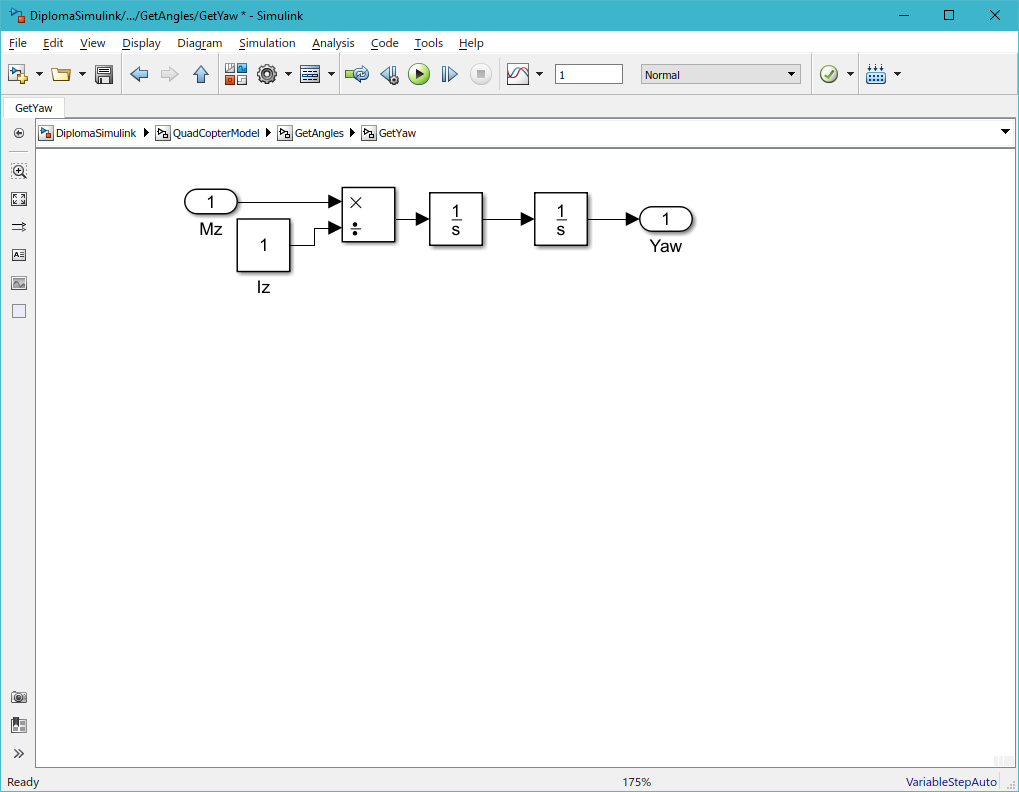 DiplomaSimulink/.../GetAngles/GetYaw * - Simulink
File Edit View Display Diagram Simulation Analysis Code Tools Help
1 Normal
GetYaw
DiplomaSimulink QuadCopterModel GetAngles GetYaw
1
Mz
1
Iz
×
÷
1
s
1
s
1
Yaw
Ready 175% VariableStepAuto